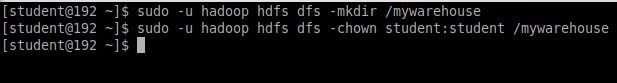 [student@192 ~]$ sudo -u hadoop hdfs dfs -mkdir /mywarehouse
[student@192 ~]$ sudo -u hadoop hdfs dfs -chown student:student /mywarehouse
[student@192 ~]$